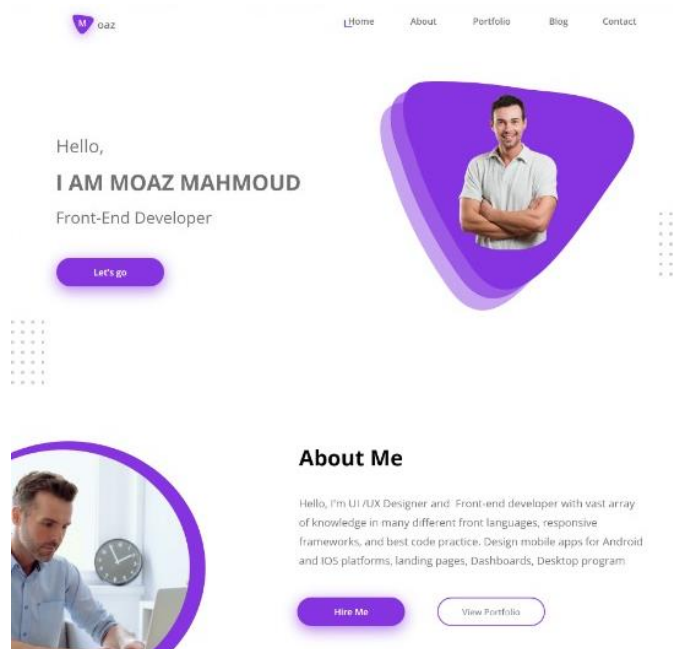 M oaz
Home About Portfolio Blog Contact
Hello,
I AM MOAZ MAHMOUD
Front-End Developer
Let's go
About Me
Hello, I'm UI /UX Designer and Front-end developer with vast array
of knowledge in many different front languages, responsive
frameworks, and best code practice. Design mobile apps for Android
and IOS platforms, landing pages, Dashboards, Desktop program
Hire Me View Portfolio